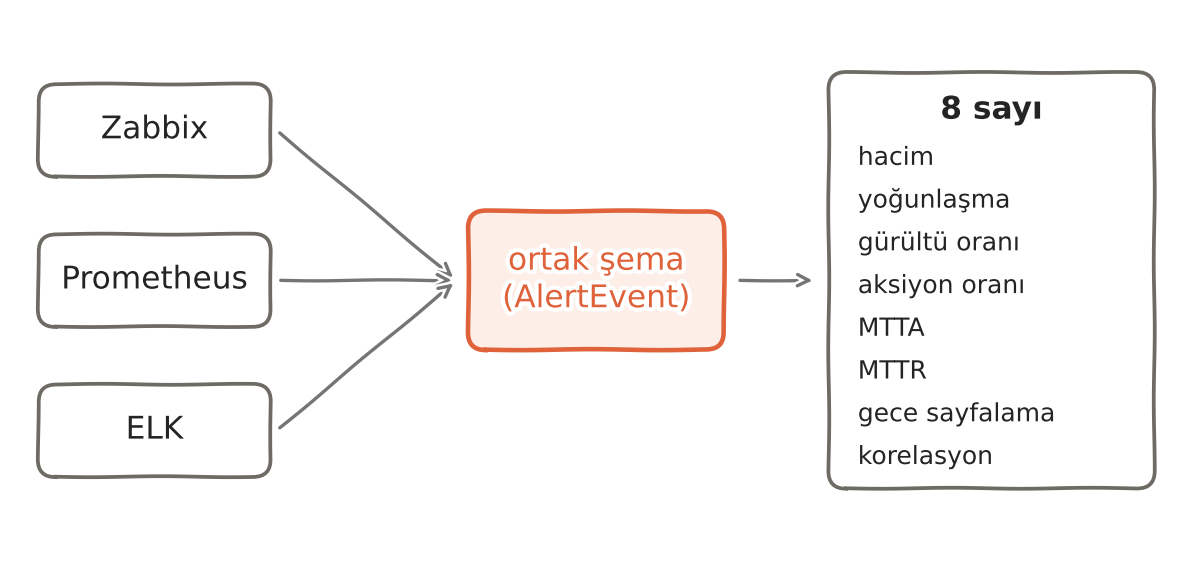 Zabbix
Prometheus
ELK
ortak şema
(AlertEvent)
8 sayı
hacim
yoğunlaşma
gürültü oranı
aksiyon oranı
MTTA
MTTR
gece sayfalama
korelasyon